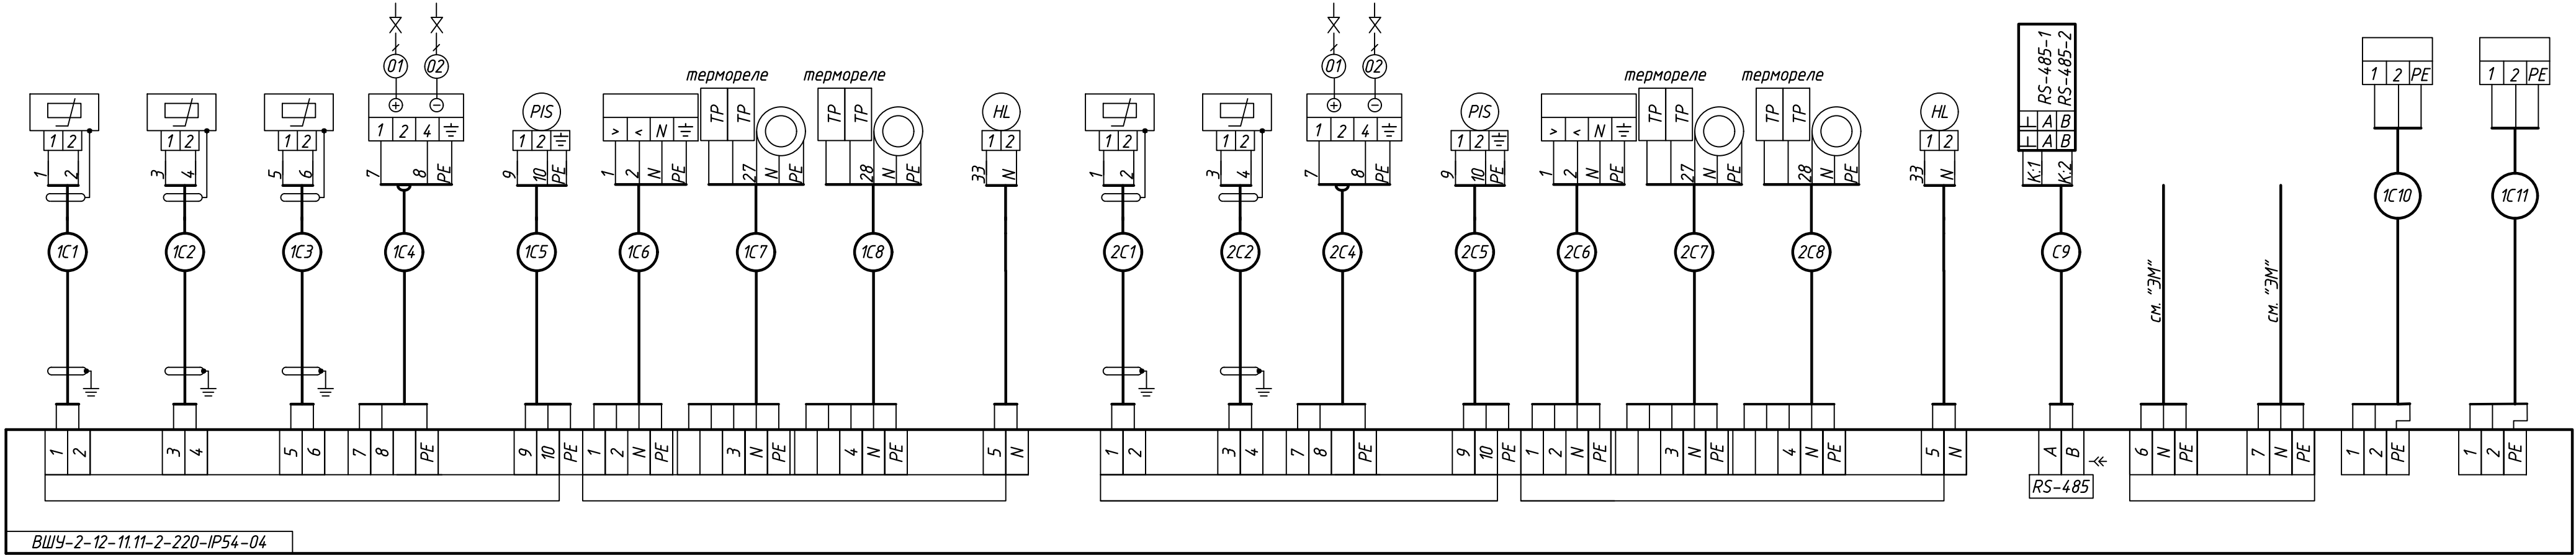 01 02 01 02
термореле термореле термореле термореле
RS-485-1
RS-485-2
PIS HL PIS HL
ТР ТР ТР ТР ТР ТР ТР ТР
1 2 PE 1 2 PE
1 2 1 2 1 2 1 2 4 1 2 > < N 1 2 1 2 1 2 1 2 4 1 2 > < N 1 2 A B
A B
1 2 3 4 5 6 7 8 PE 9 10 PE 1 2 N PE 27 N PE 28 N PE 33 N 1 2 3 4 7 8 PE 9 10 PE 1 2 N PE 27 N PE 28 N PE 33 N K:1 K:2
1C10 1C11
1C1 1C2 1C3 1C4 1C5 1C6 1C7 1C8 2C1 2C2 2C4 2C5 2C6 2C7 2C8 C9
см. "ЭМ" см. "ЭМ"
1 2 3 4 5 6 7 8 PE 9 10 PE 1 2 N PE 3 N PE 4 N PE 5 N 1 2 3 4 7 8 PE 9 10 PE 1 2 N PE 3 N PE 4 N PE 5 N A B 6 N PE 7 N PE 1 2 PE 1 2 PE
RS-485
ВШУ-2-12-11.11-2-220-IP54-04